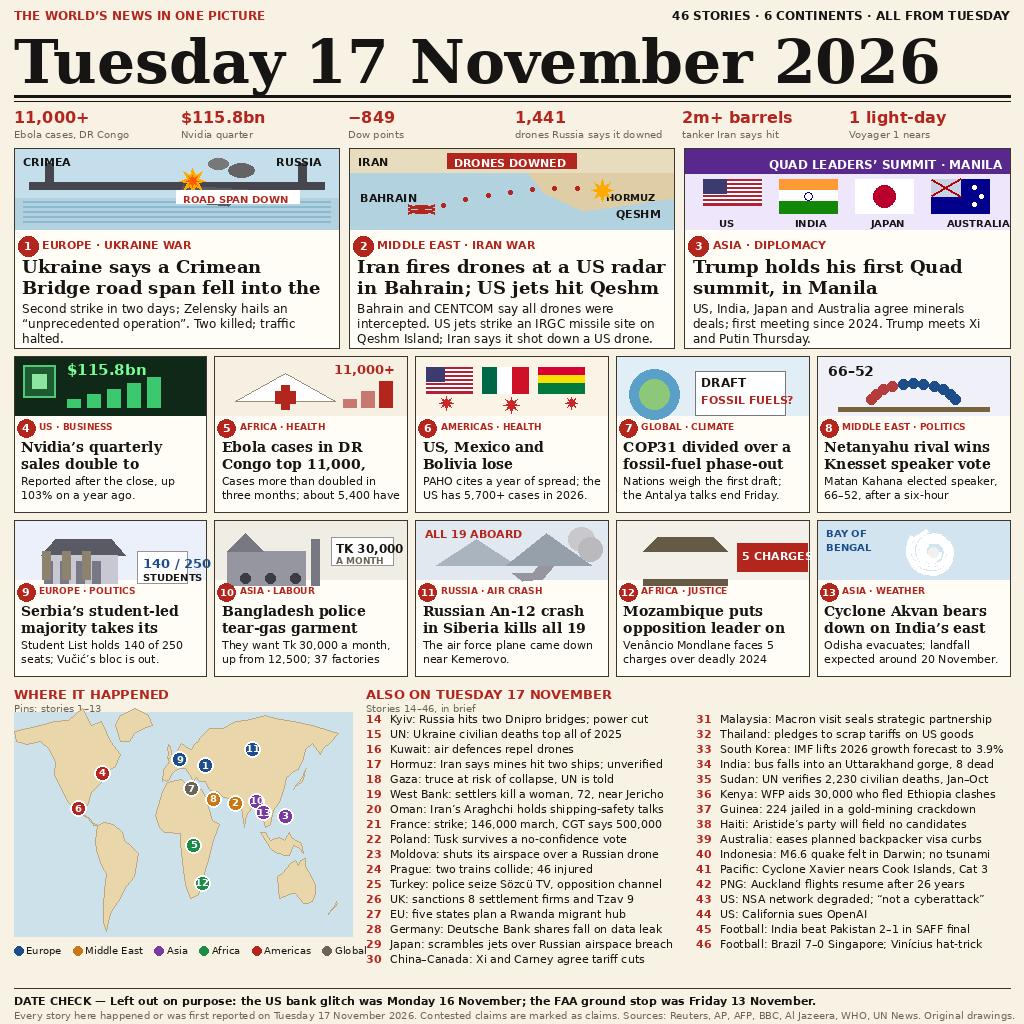 THE WORLD’S NEWS IN ONE PICTURE
46 STORIES · 6 CONTINENTS · ALL FROM TUESDAY
Tuesday 17 November 2026
11,000+
Ebola cases, DR Congo
$115.8bn
Nvidia quarter
−849
Dow points
1,441
drones Russia says it downed
2m+ barrels
tanker Iran says hit
1 light-day
Voyager 1 nears
CRIMEA
RUSSIA
ROAD SPAN DOWN
1 EUROPE · UKRAINE WAR
Ukraine says a Crimean
Bridge road span fell into the
Second strike in two days; Zelensky hails an
“unprecedented operation”. Two killed; traffic
halted.
IRAN
DRONES DOWNED
BAHRAIN
HORMUZ
QESHM
2 MIDDLE EAST · IRAN WAR
Iran fires drones at a US radar
in Bahrain; US jets hit Qeshm
Bahrain and CENTCOM say all drones were
intercepted. US jets strike an IRGC missile site on
Qeshm Island; Iran says it shot down a US drone.
QUAD LEADERS’ SUMMIT · MANILA
US
INDIA
JAPAN
AUSTRALIA
3 ASIA · DIPLOMACY
Trump holds his first Quad
summit, in Manila
US, India, Japan and Australia agree minerals
deals; first meeting since 2024. Trump meets Xi
and Putin Thursday.
$115.8bn
4 US · BUSINESS
Nvidia’s quarterly
sales double to
Reported after the close, up
103% on a year ago.
11,000+
5 AFRICA · HEALTH
Ebola cases in DR
Congo top 11,000,
Cases more than doubled in
three months; about 5,400 have
6 AMERICAS · HEALTH
US, Mexico and
Bolivia lose
PAHO cites a year of spread; the
US has 5,700+ cases in 2026.
DRAFT
FOSSIL FUELS?
7 GLOBAL · CLIMATE
COP31 divided over a
fossil-fuel phase-out
Nations weigh the first draft;
the Antalya talks end Friday.
66–52
8 MIDDLE EAST · POLITICS
Netanyahu rival wins
Knesset speaker vote
Matan Kahana elected speaker,
66–52, after a six-hour
140 / 250
STUDENTS
9 EUROPE · POLITICS
Serbia’s student-led
majority takes its
Student List holds 140 of 250
seats; Vučić’s bloc is out.
TK 30,000
A MONTH
10 ASIA · LABOUR
Bangladesh police
tear-gas garment
They want Tk 30,000 a month,
up from 12,500; 37 factories
ALL 19 ABOARD
11 RUSSIA · AIR CRASH
Russian An-12 crash
in Siberia kills all 19
The air force plane came down
near Kemerovo.
5 CHARGES
12 AFRICA · JUSTICE
Mozambique puts
opposition leader on
Venâncio Mondlane faces 5
charges over deadly 2024
BAY OF
BENGAL
13 ASIA · WEATHER
Cyclone Akvan bears
down on India’s east
Odisha evacuates; landfall
expected around 20 November.
WHERE IT HAPPENED
Pins: stories 1–13
11
9
1
4
7
8
2
10
13
3
6
5
12
Europe
Middle East
Asia
Africa
Americas
Global
ALSO ON TUESDAY 17 NOVEMBER
Stories 14–46, in brief
14 Kyiv: Russia hits two Dnipro bridges; power cut
15 UN: Ukraine civilian deaths top all of 2025
16 Kuwait: air defences repel drones
17 Hormuz: Iran says mines hit two ships; unverified
18 Gaza: truce at risk of collapse, UN is told
19 West Bank: settlers kill a woman, 72, near Jericho
20 Oman: Iran’s Araghchi holds shipping-safety talks
21 France: strike; 146,000 march, CGT says 500,000
22 Poland: Tusk survives a no-confidence vote
23 Moldova: shuts its airspace over a Russian drone
24 Prague: two trains collide; 46 injured
25 Turkey: police seize Sözcü TV, opposition channel
26 UK: sanctions 8 settlement firms and Tzav 9
27 EU: five states plan a Rwanda migrant hub
28 Germany: Deutsche Bank shares fall on data leak
29 Japan: scrambles jets over Russian airspace breach
30 China–Canada: Xi and Carney agree tariff cuts
31 Malaysia: Macron visit seals strategic partnership
32 Thailand: pledges to scrap tariffs on US goods
33 South Korea: IMF lifts 2026 growth forecast to 3.9%
34 India: bus falls into an Uttarakhand gorge, 8 dead
35 Sudan: UN verifies 2,230 civilian deaths, Jan–Oct
36 Kenya: WFP aids 30,000 who fled Ethiopia clashes
37 Guinea: 224 jailed in a gold-mining crackdown
38 Haiti: Aristide’s party will field no candidates
39 Australia: eases planned backpacker visa curbs
40 Indonesia: M6.6 quake felt in Darwin; no tsunami
41 Pacific: Cyclone Xavier nears Cook Islands, Cat 3
42 PNG: Auckland flights resume after 26 years
43 US: NSA network degraded; “not a cyberattack”
44 US: California sues OpenAI
45 Football: India beat Pakistan 2–1 in SAFF final
46 Football: Brazil 7–0 Singapore; Vinícius hat-trick
DATE CHECK — Left out on purpose: the US bank glitch was Monday 16 November; the FAA ground stop was Friday 13 November.
Every story here happened or was first reported on Tuesday 17 November 2026. Contested claims are marked as claims. Sources: Reuters, AP, AFP, BBC, Al Jazeera, WHO, UN News. Original drawings.